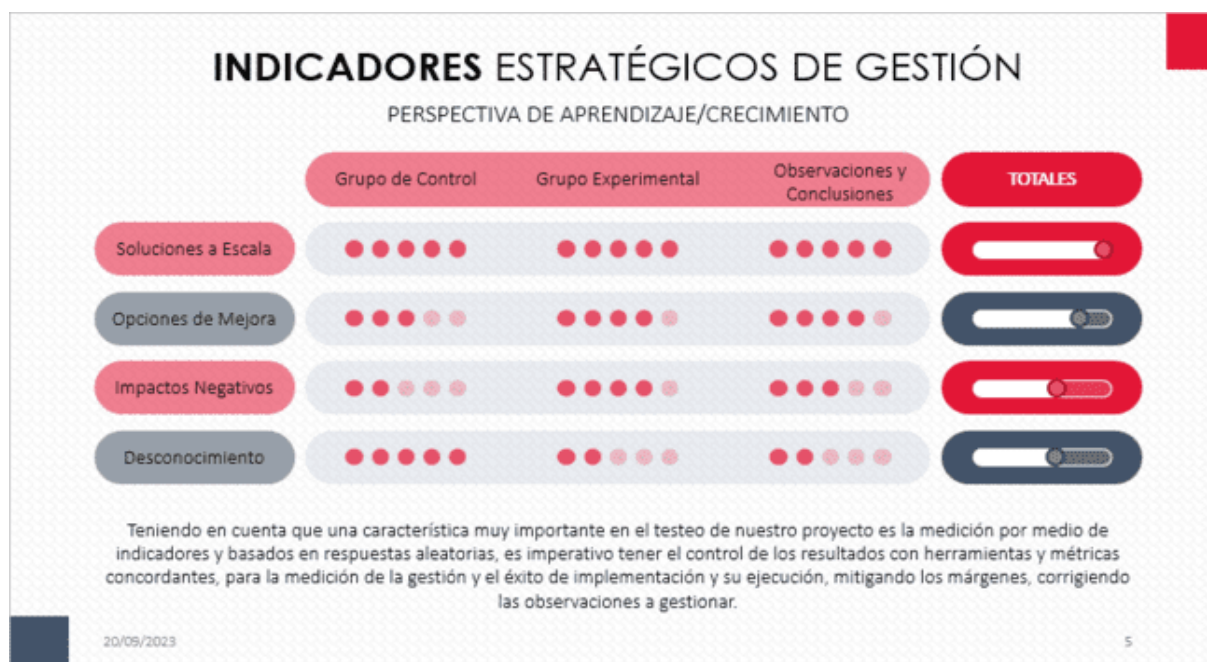 INDICADORES ESTRATÉGICOS DE GESTIÓN
PERSPECTIVA DE APRENDIZAJE/CRECIMIENTO
Grupo de Control
Grupo Experimental
Observaciones y
Conclusiones
TOTALES
Soluciones a Escala
Opciones de Mejora
Impactos Negativos
Desconocimiento
Teniendo en cuenta que una característica muy importante en el testeo de nuestro proyecto es la medición por medio de
indicadores y basados en respuestas aleatorias, es imperativo tener el control de los resultados con herramientas y métricas
concordantes, para la medición de la gestión y el éxito de implementación y su ejecución, mitigando los márgenes, corrigiendo
las observaciones a gestionar.
20/09/2023
5